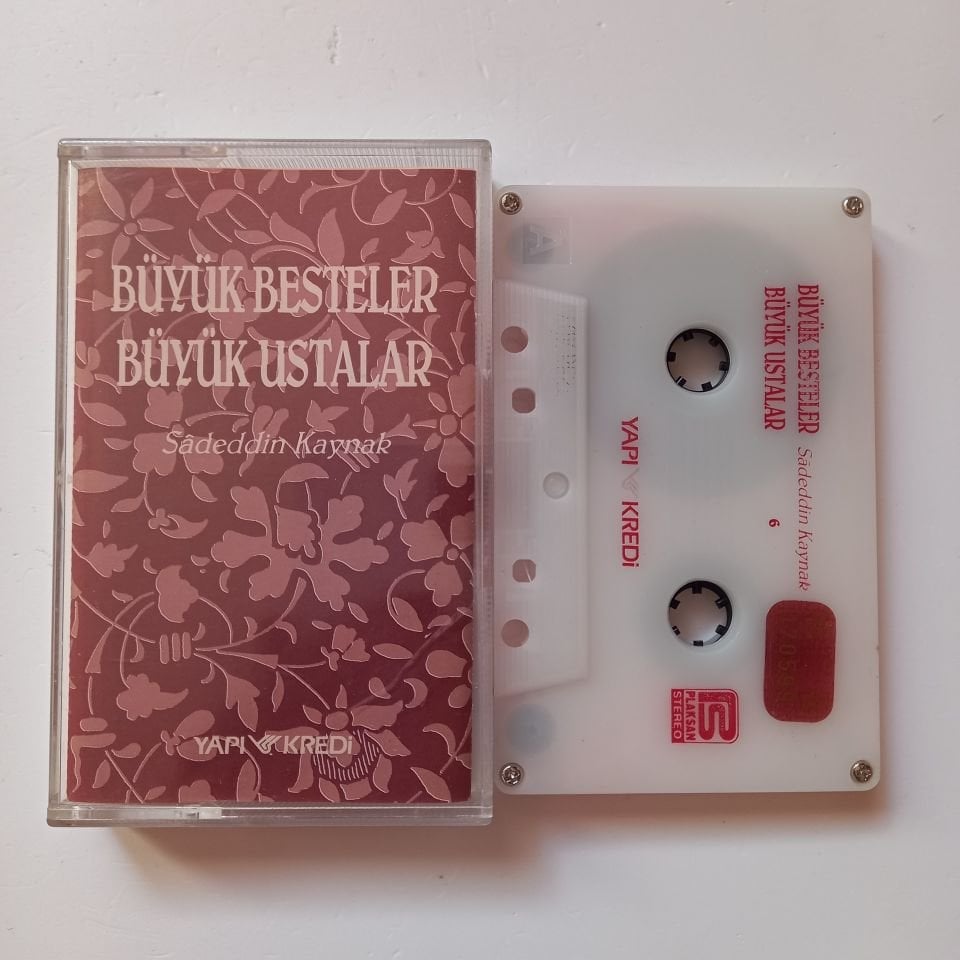 BÜYÜK BESTELER
BÜYÜK USTALAR
Sâdeddin Kaynak
YAPI KREDİ
A
BÜYÜK BESTELER
BÜYÜK USTALAR
Sâdeddin Kaynak
6
YAPI KREDİ
PLAKSAN
STEREO